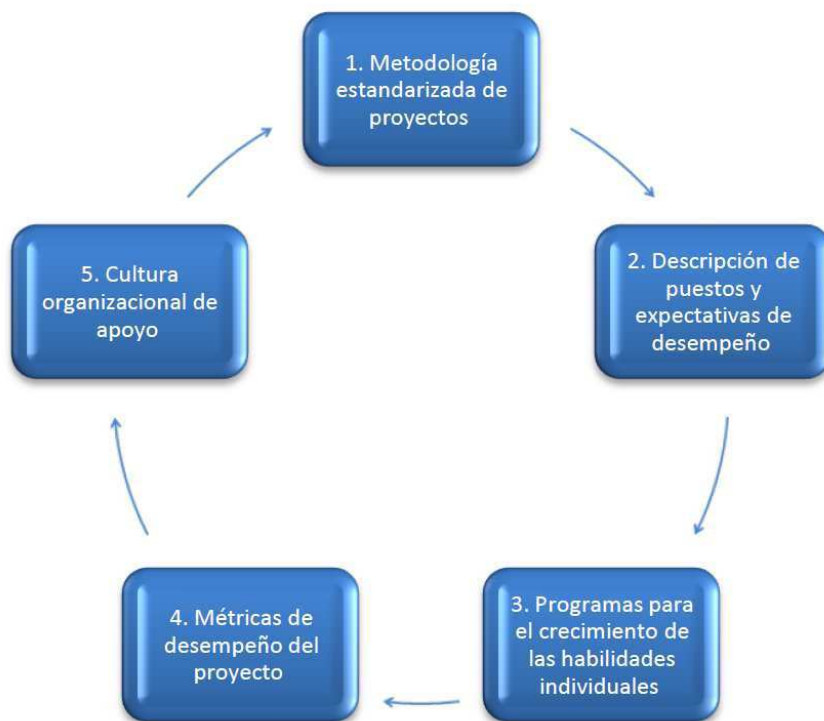 1. Metodología
estandarizada de
proyectos
2. Descripción de
puestos y
expectativas de
desempeño
3. Programas para
el crecimiento de
las habilidades
individuales
4. Métricas de
desempeño del
proyecto
5. Cultura
organizacional de
apoyo